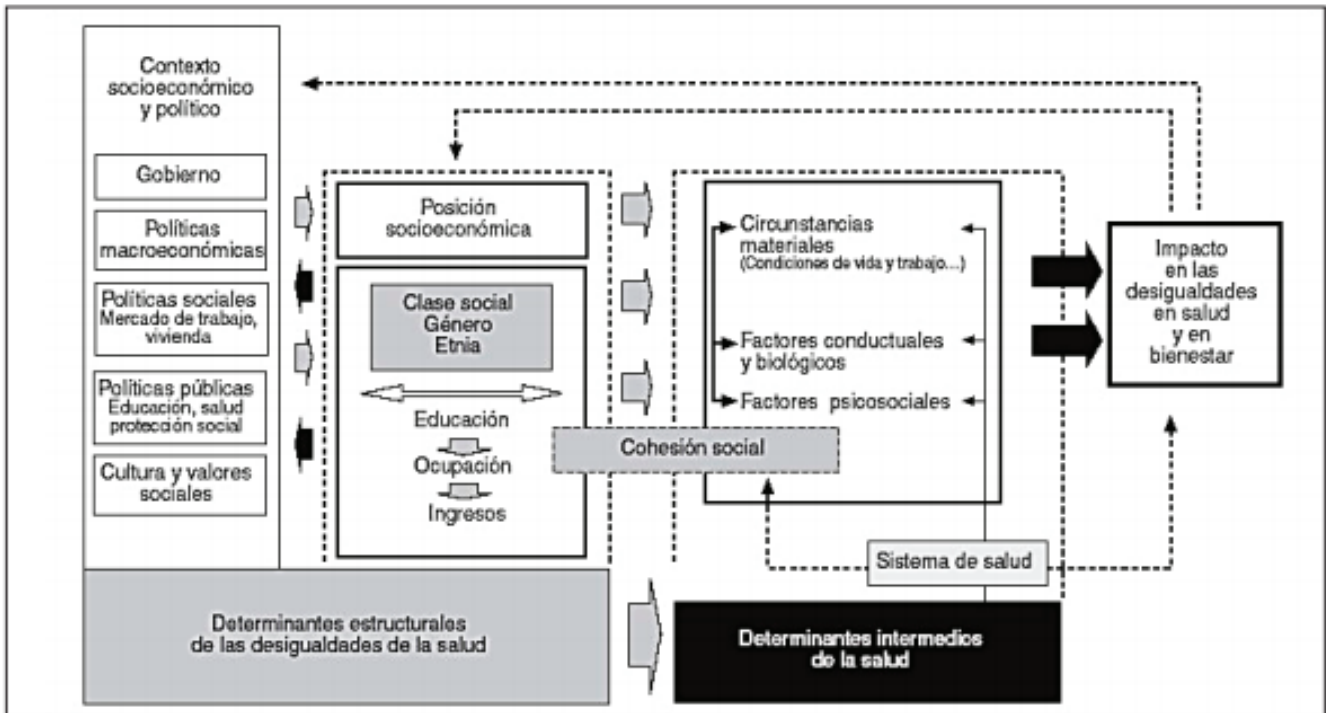 Contexto
socioeconómico
y político
Gobierno
Políticas
macroeconómicas
Políticas sociales
Mercado de trabajo,
vivienda
Políticas públicas
Educación, salud
protección social
Cultura y valores
sociales
Posición
socioeconómica
Clase social
Género
Etnia
Educación
Ocupación
Ingresos
Cohesión social
Circunstancias
materiales
(Condiciones de vida y trabajo...)
Factores conductuales
y biológicos
Factores psicosociales
Sistema de salud
Impacto
en las
desigualdades
en salud
y en
bienestar
Determinantes estructurales
de las desigualdades de la salud
Determinantes intermedios
de la salud